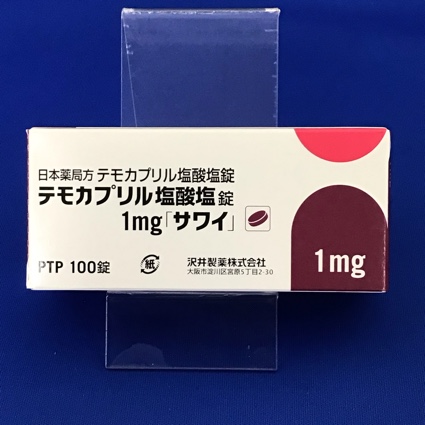 日本薬局方 テモカプリル塩酸塩錠
テモカプリル塩酸塩錠
1mg「サワイ」
PTP 100錠
紙
沢井製薬株式会社
大阪市淀川区宮原5丁目2-30
1mg